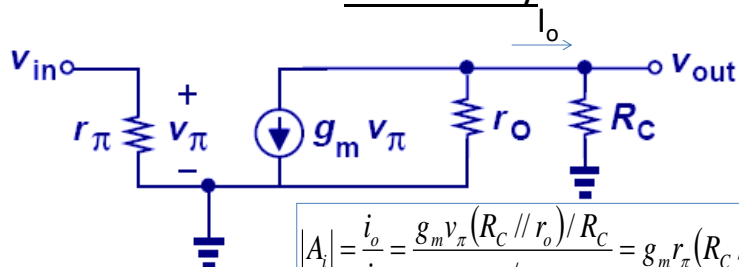 I_o
v_in
+
r_π v_π
−
g_m v_π
r_O
R_C
v_out
|A_i| = i_o / i = g_m v_π (R_C // r_o) / R_C / = g_m r_π (R_C